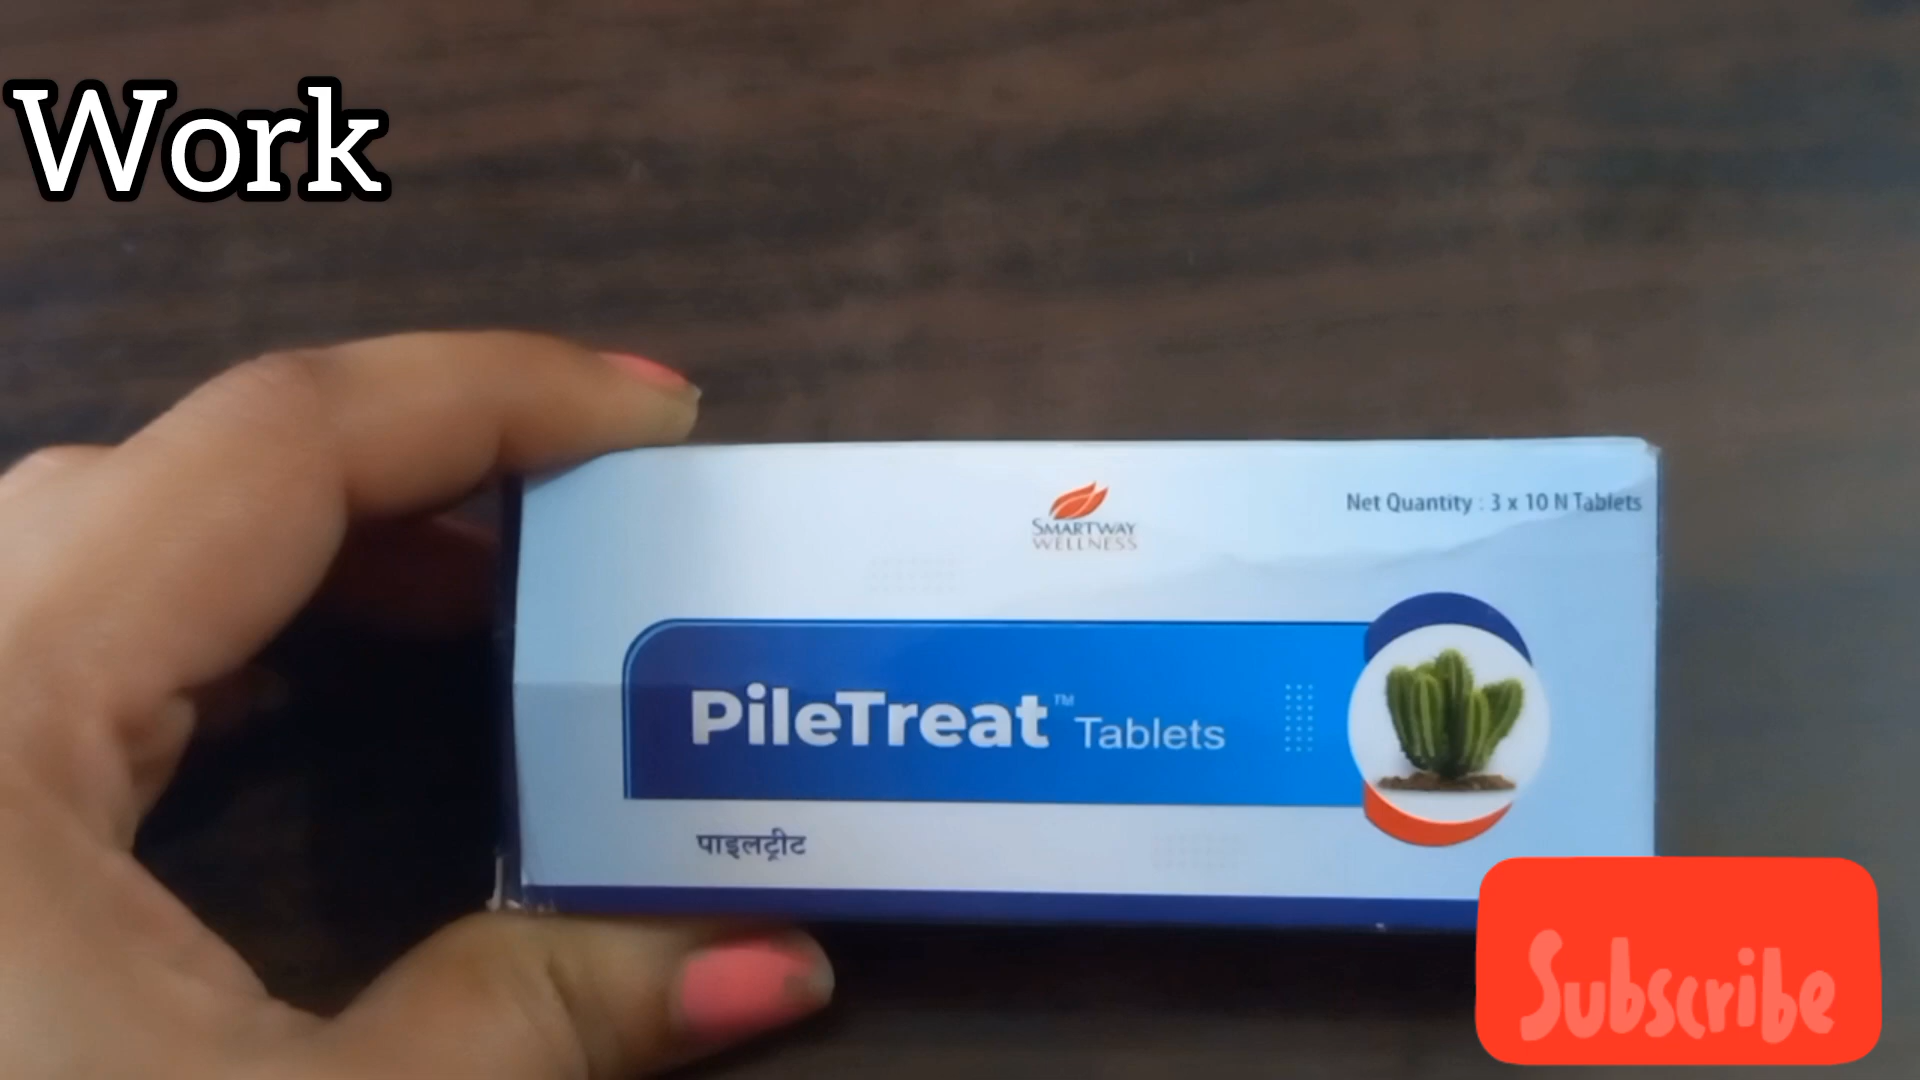 Work
SMARTWAY
WELLNESS
Net Quantity : 3 x 10 N Tablets
PileTreat™ Tablets
पाइलट्रीट
Subscribe